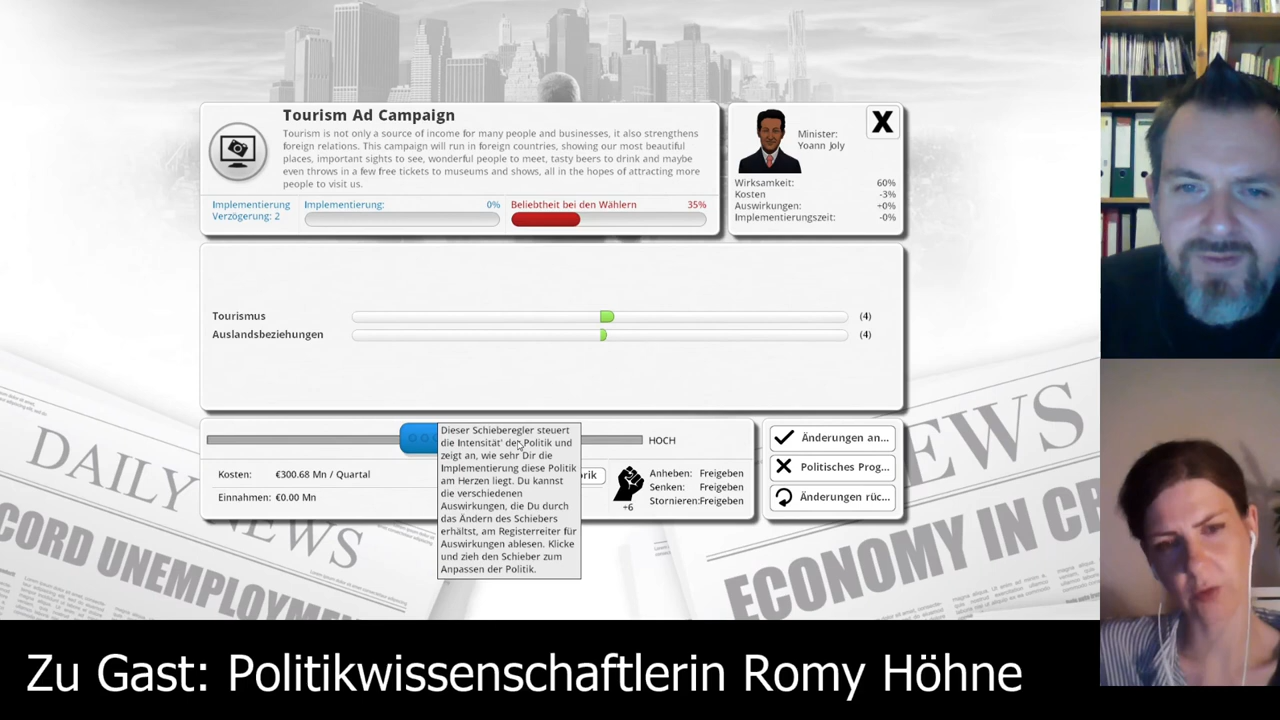 Tourism Ad Campaign
Tourism is not only a source of income for many people and businesses, it also strengthens
foreign relations. This campaign will run in foreign countries, showing our most beautiful
places, important sights to see, wonderful people to meet, tasty beers to drink and maybe
even throws in a few free tickets to museums and shows, all in the hopes of attracting more
people to visit us.
Implementierung
Verzögerung: 2
Implementierung: 0%
Beliebtheit bei den Wählern 35%
X
Minister:
Yoann Joly
Wirksamkeit: 60%
Kosten -3%
Auswirkungen: +0%
Implementierungszeit: -0%
Tourismus (4)
Auslandsbeziehungen (4)
HOCH
Kosten: €300.68 Mn / Quartal
Einnahmen: €0.00 Mn
Dieser Schieberegler steuert
die Intensität' der Politik und
zeigt an, wie sehr Dir die
Implementierung diese Politik
am Herzen liegt. Du kannst
die verschiedenen
Auswirkungen, die Du durch
das Ändern des Schiebers
erhältst, am Registerreiter für
Auswirkungen ablesen. Klicke
und zieh den Schieber zum
Anpassen der Politik.
rik
+6
Anheben: Freigeben
Senken: Freigeben
Stornieren:Freigeben
Änderungen an...
Politisches Prog...
Änderungen rüc...
DAILY NEWS
CORD UNEMPLOYM
NEWS
ECONOMY IN CR
Zu Gast: Politikwissenschaftlerin Romy Höhne